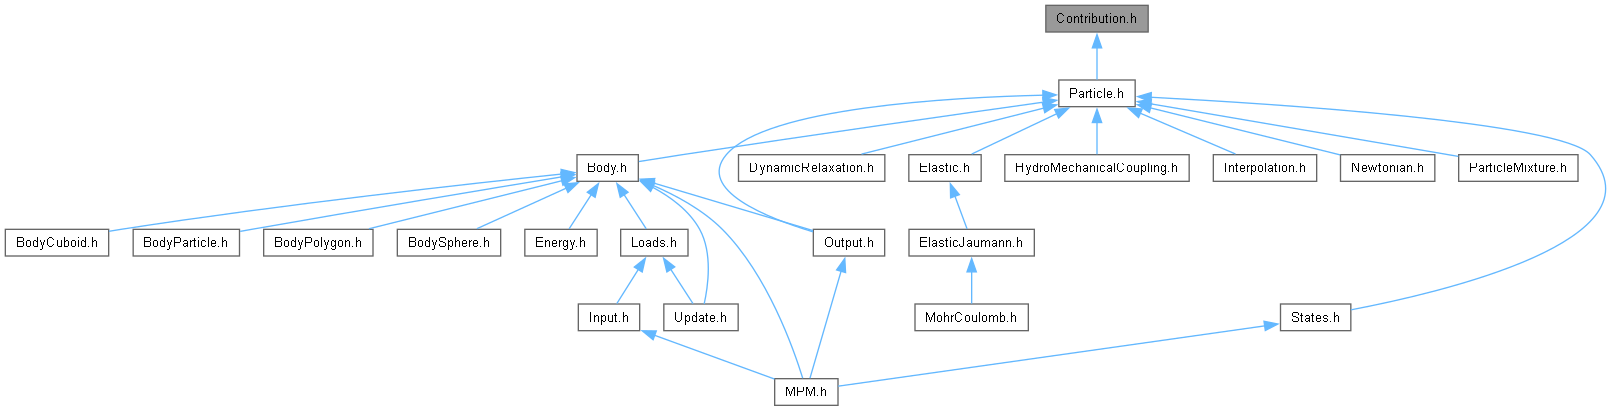 Contribution.h
Particle.h
Body.h
DynamicRelaxation.h
Elastic.h
HydroMechanicalCoupling.h
Interpolation.h
Newtonian.h
ParticleMixture.h
BodyCuboid.h
BodyParticle.h
BodyPolygon.h
BodySphere.h
Energy.h
Loads.h
Output.h
ElasticJaumann.h
Input.h
Update.h
MohrCoulomb.h
States.h
MPM.h